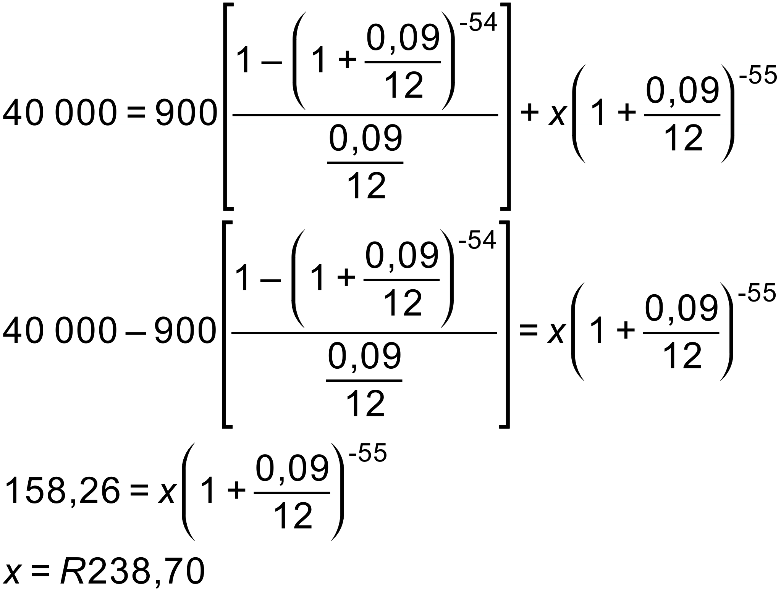 40 000 = 900[(1 – (1 + 0,09/12)^-54)/(0,09/12)] + x(1 + 0,09/12)^-55
40 000 – 900[(1 – (1 + 0,09/12)^-54)/(0,09/12)] = x(1 + 0,09/12)^-55
158,26 = x(1 + 0,09/12)^-55
x = R238,70